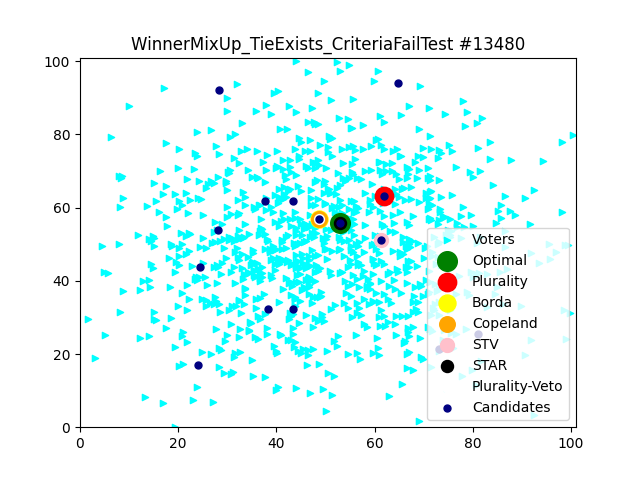 WinnerMixUp_TieExists_CriteriaFailTest #13480
100
80
60
40
20
0
0
20
40
60
80
100
Voters
Optimal
Plurality
Borda
Copeland
STV
STAR
Plurality-Veto
Candidates